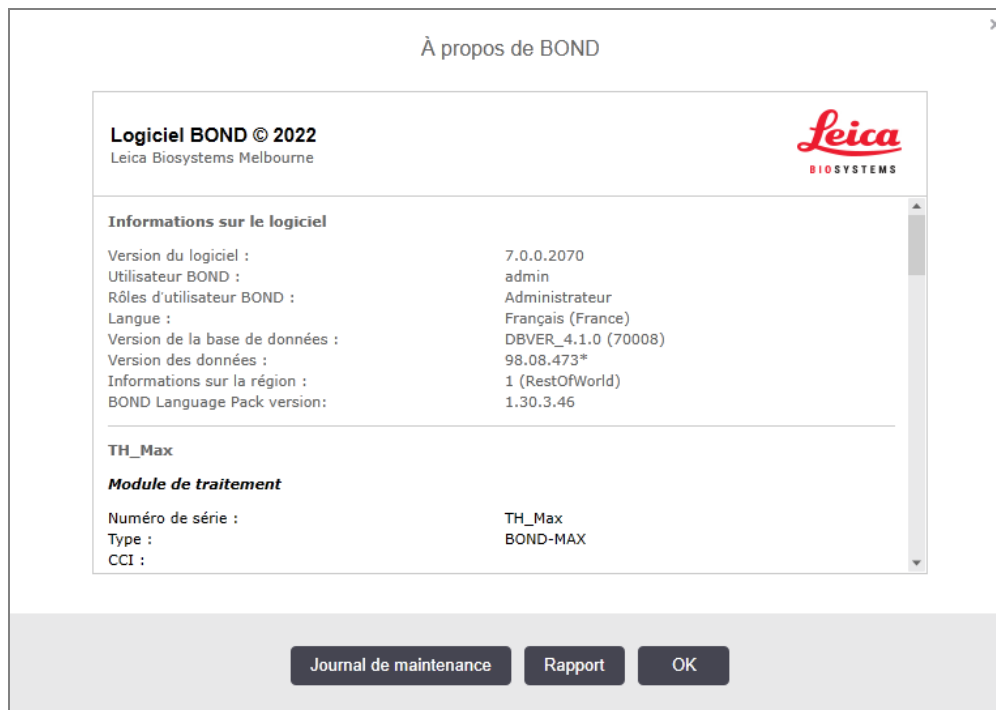 À propos de BOND
Logiciel BOND © 2022
Leica Biosystems Melbourne
Leica
BIOSYSTEMS
Informations sur le logiciel
Version du logiciel : 7.0.0.2070
Utilisateur BOND : admin
Rôles d'utilisateur BOND : Administrateur
Langue : Français (France)
Version de la base de données : DBVER_4.1.0 (70008)
Version des données : 98.08.473*
Informations sur la région : 1 (RestOfWorld)
BOND Language Pack version: 1.30.3.46
TH_Max
Module de traitement
Numéro de série : TH_Max
Type : BOND-MAX
CCI :
Journal de maintenance Rapport OK